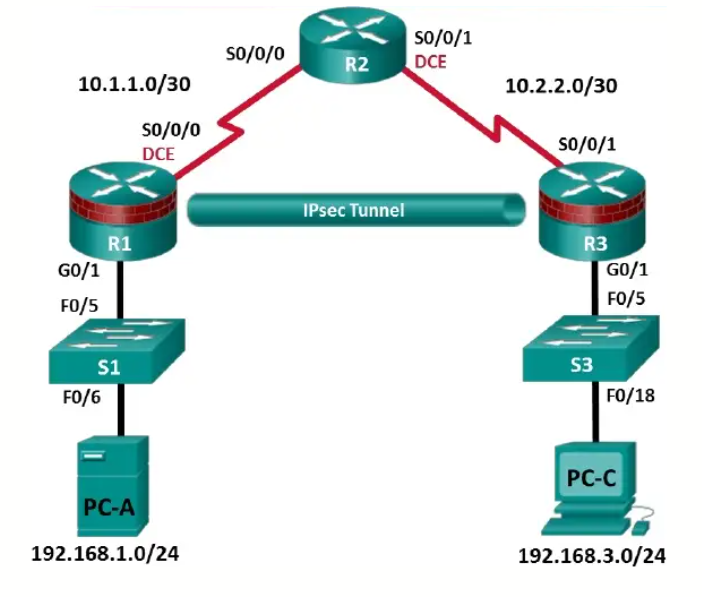 R2
S0/0/0
S0/0/1
DCE
10.1.1.0/30
10.2.2.0/30
S0/0/0
DCE
S0/0/1
IPsec Tunnel
R1
R3
G0/1
G0/1
F0/5
F0/5
S1
S3
F0/6
F0/18
PC-A
PC-C
192.168.1.0/24
192.168.3.0/24